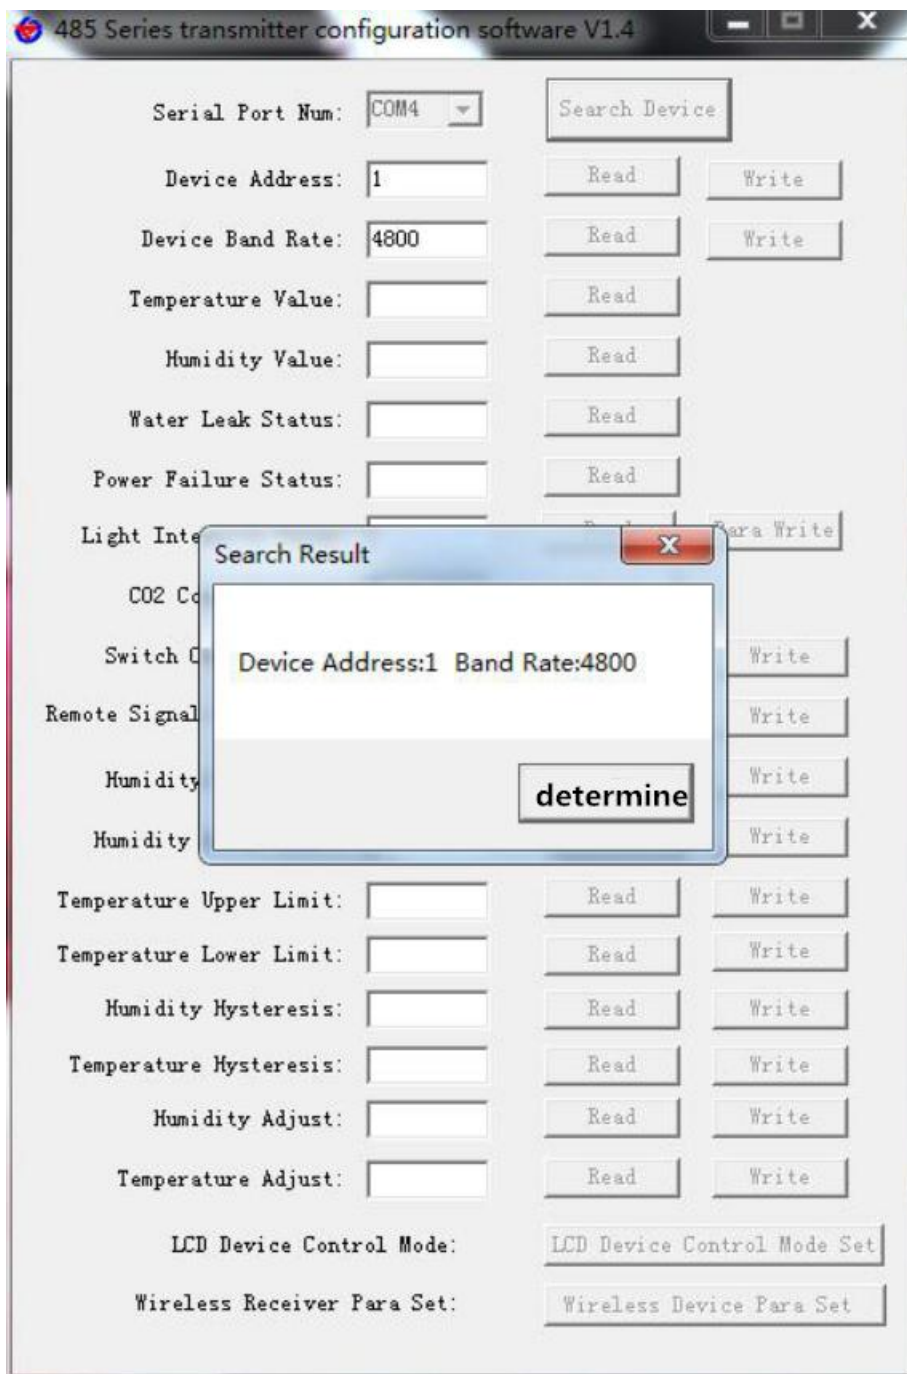 485 Series transmitter configuration software V1.4
Serial Port Num: COM4 Search Device
Device Address: 1 Read Write
Device Band Rate: 4800 Read Write
Temperature Value: Read
Humidity Value: Read
Water Leak Status: Read
Power Failure Status: Read
Light Para Write
Search Result
CO2
Switch Write
Device Address:1 Band Rate:4800
Remote Signal Write
Humidity Write
determine
Humidity Write
Temperature Upper Limit: Read Write
Temperature Lower Limit: Read Write
Humidity Hysteresis: Read Write
Temperature Hysteresis: Read Write
Humidity Adjust: Read Write
Temperature Adjust: Read Write
LCD Device Control Mode: LCD Device Control Mode Set
Wireless Receiver Para Set: Wireless Device Para Set